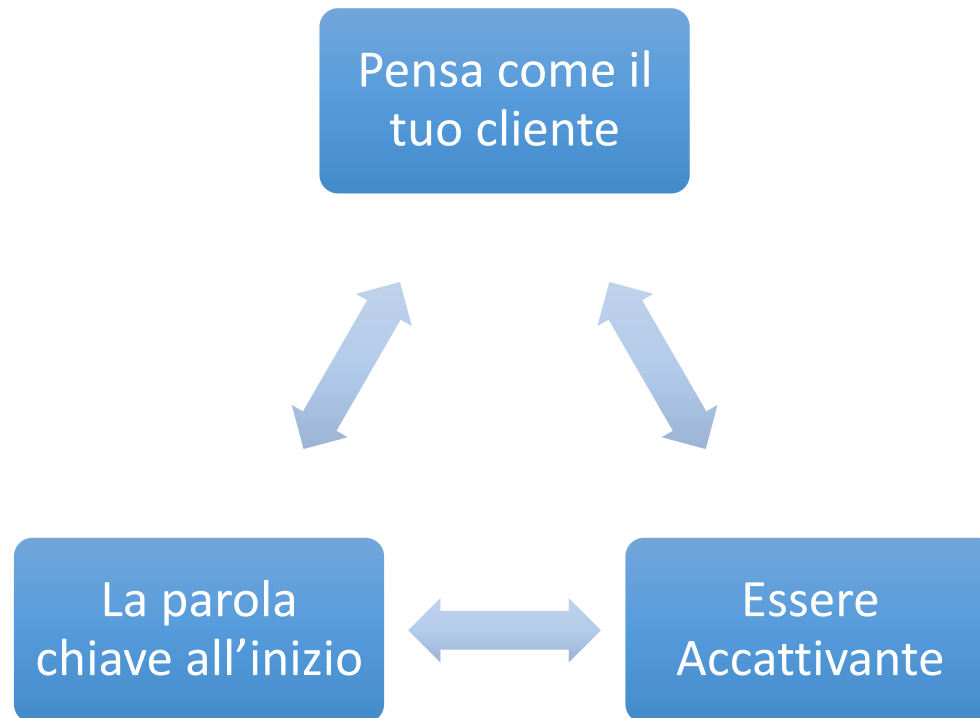 Pensa come il
tuo cliente
La parola
chiave all’inizio
Essere
Accattivante